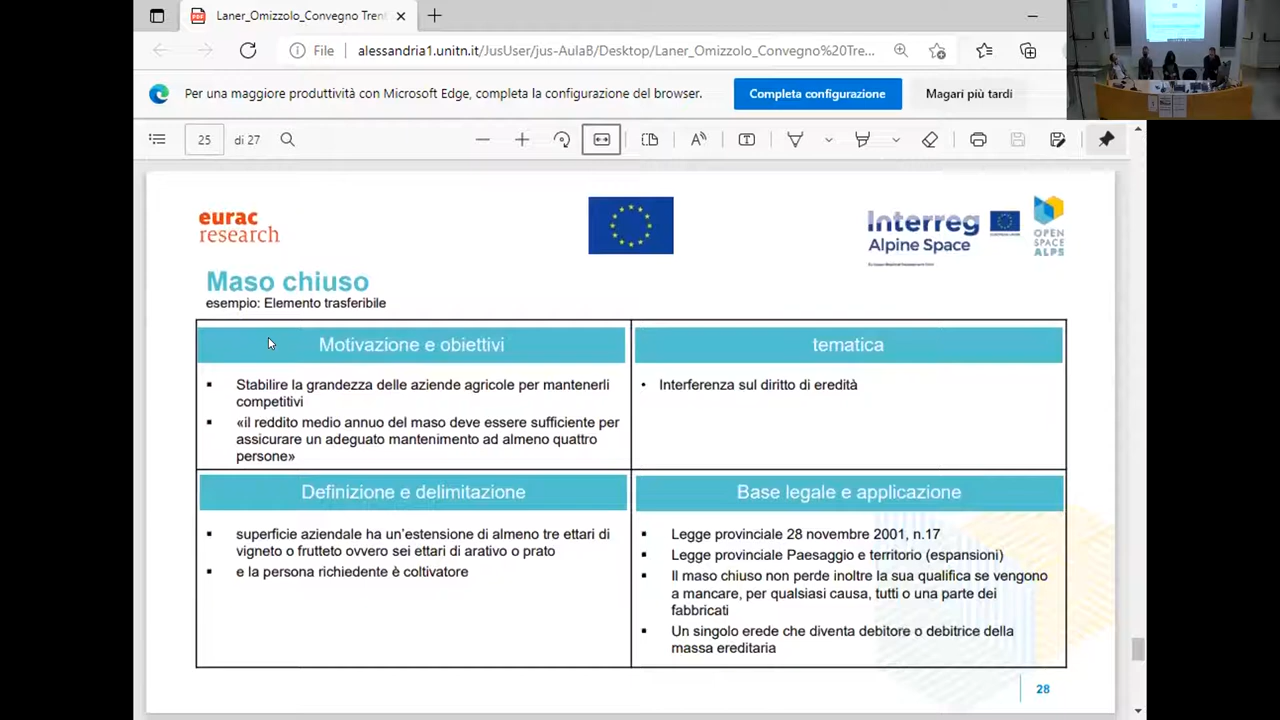 Laner_Omizzolo_Convegno Tren
File
alessandria1.unitn.it/JusUser/jus-Aula8/Desktop/Laner_Omizzolo_Convegno%20Tre...
Per una maggiore produttività con Microsoft Edge, completa la configurazione del browser.
Completa configurazione
Magari più tardi
25
di 27
eurac
research
Interreg
Alpine Space
OPEN
SPACE
ALPS
Maso chiuso
esempio: Elemento trasferibile
Motivazione e obiettivi
▪ Stabilire la grandezza delle aziende agricole per mantenerli
competitivi
▪ «il reddito medio annuo del maso deve essere sufficiente per
assicurare un adeguato mantenimento ad almeno quattro
persone»
tematica
• Interferenza sul diritto di eredità
Definizione e delimitazione
▪ superficie aziendale ha un'estensione di almeno tre ettari di
vigneto o frutteto ovvero sei ettari di arativo o prato
▪ e la persona richiedente è coltivatore
Base legale e applicazione
▪ Legge provinciale 28 novembre 2001, n.17
▪ Legge provinciale Paesaggio e territorio (espansioni)
▪ Il maso chiuso non perde inoltre la sua qualifica se vengono
a mancare, per qualsiasi causa, tutti o una parte dei
fabbricati
▪ Un singolo erede che diventa debitore o debitrice della
massa ereditaria
28